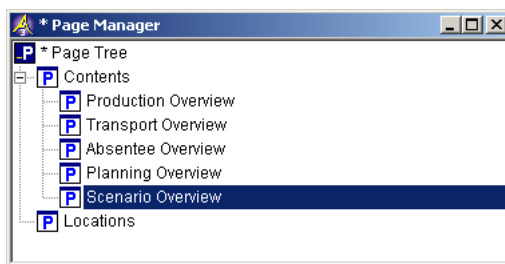 * Page Manager
P * Page Tree
P Contents
P Production Overview
P Transport Overview
P Absentee Overview
P Planning Overview
P Scenario Overview
P Locations